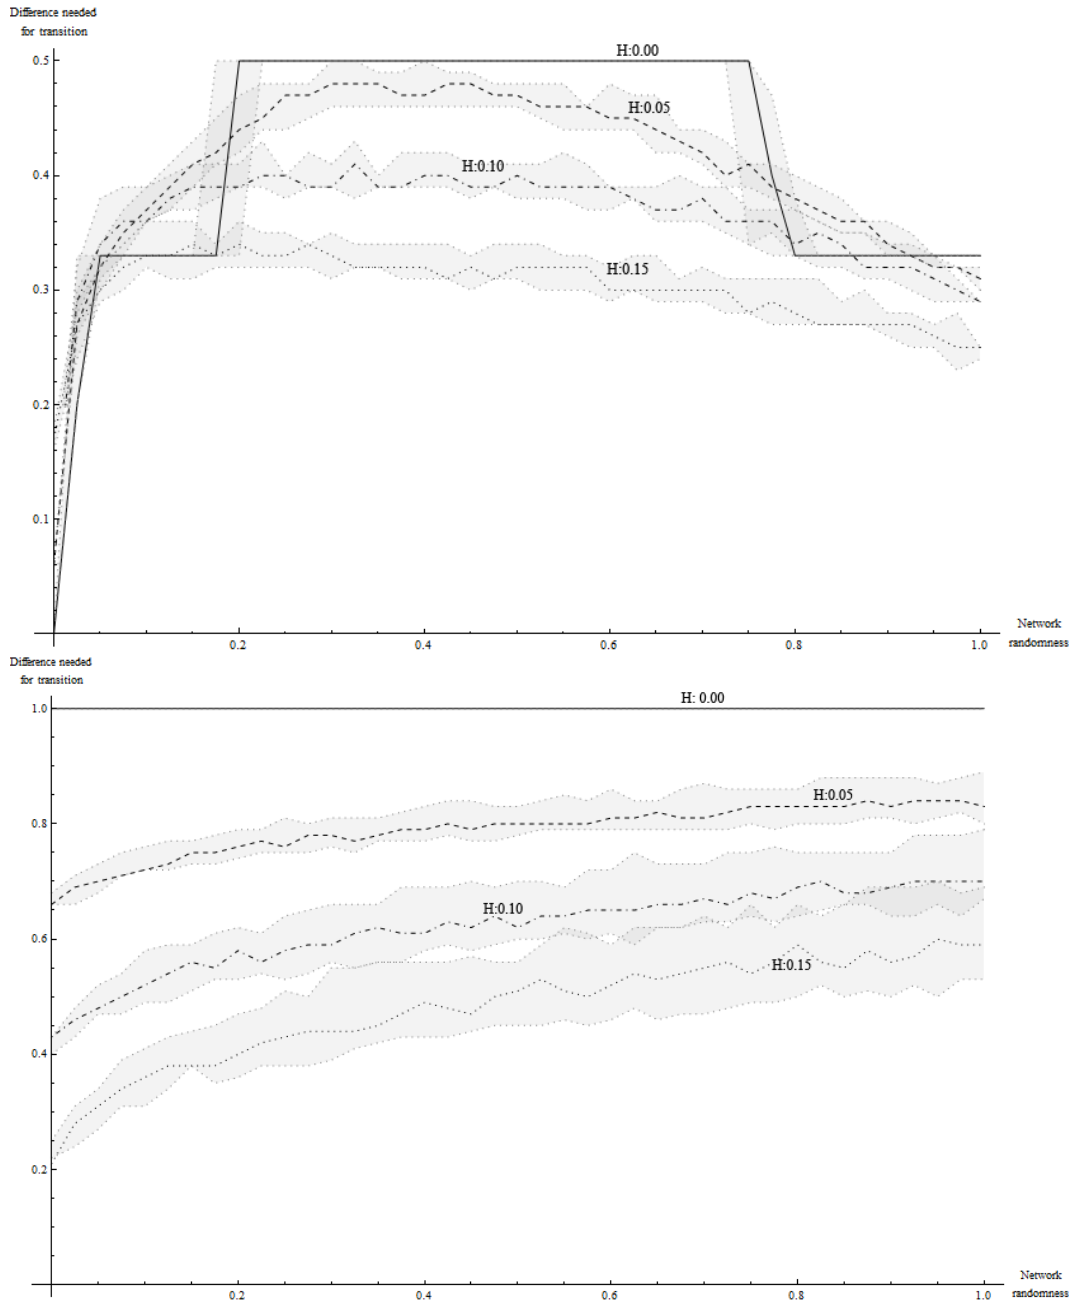 Difference needed
for transition
H:0.00
0.5
H:0.05
0.4
H:0.10
0.3
H:0.15
0.2
0.1
Network
randomness
0.2
0.4
0.6
0.8
1.0
Difference needed
for transition
H: 0.00
1.0
H:0.05
0.8
H:0.10
0.6
H:0.15
0.4
0.2
Network
randomness
0.2
0.4
0.6
0.8
1.0